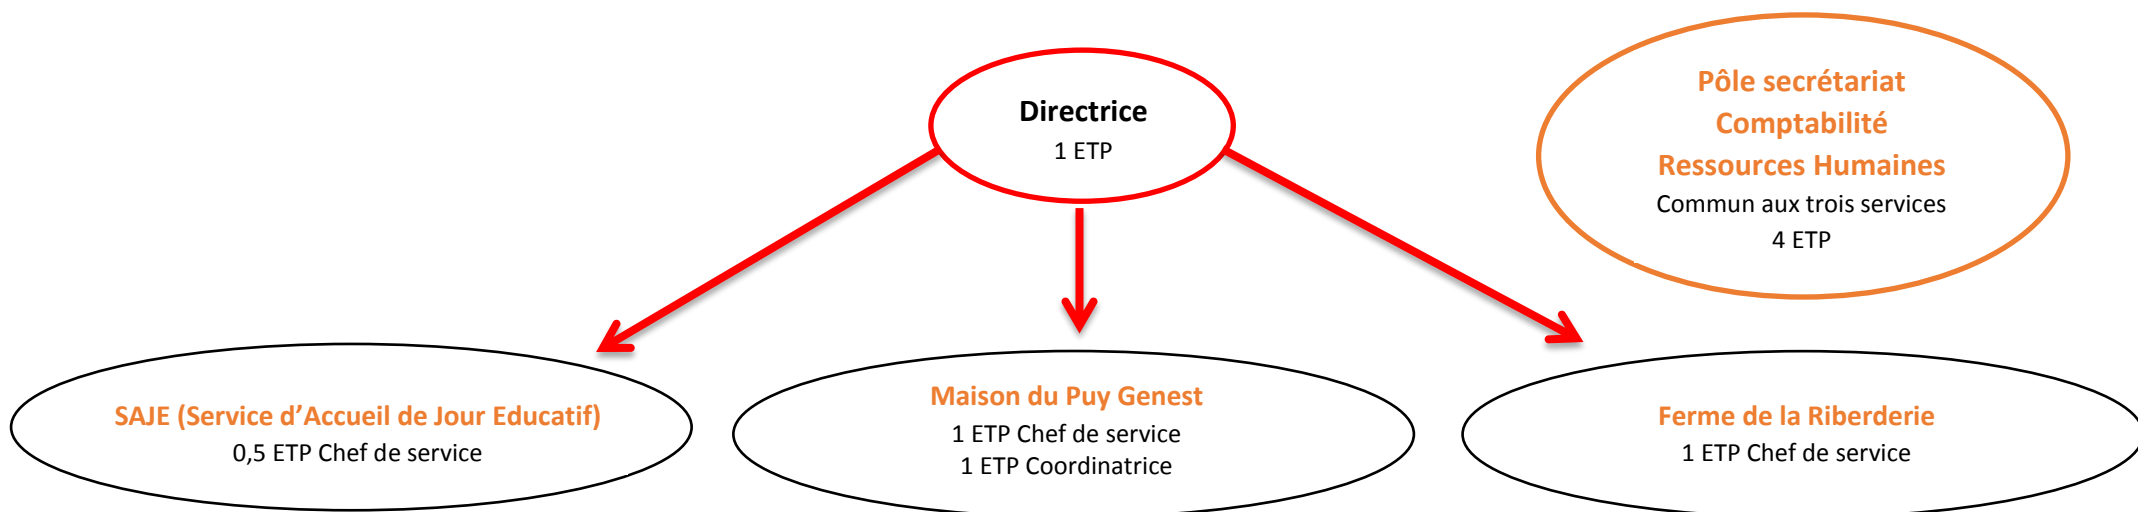 Directrice
1 ETP
Pôle secrétariat
Comptabilité
Ressources Humaines
Commun aux trois services
4 ETP
SAJE (Service d’Accueil de Jour Educatif)
0,5 ETP Chef de service
Maison du Puy Genest
1 ETP Chef de service
1 ETP Coordinatrice
Ferme de la Riberderie
1 ETP Chef de service